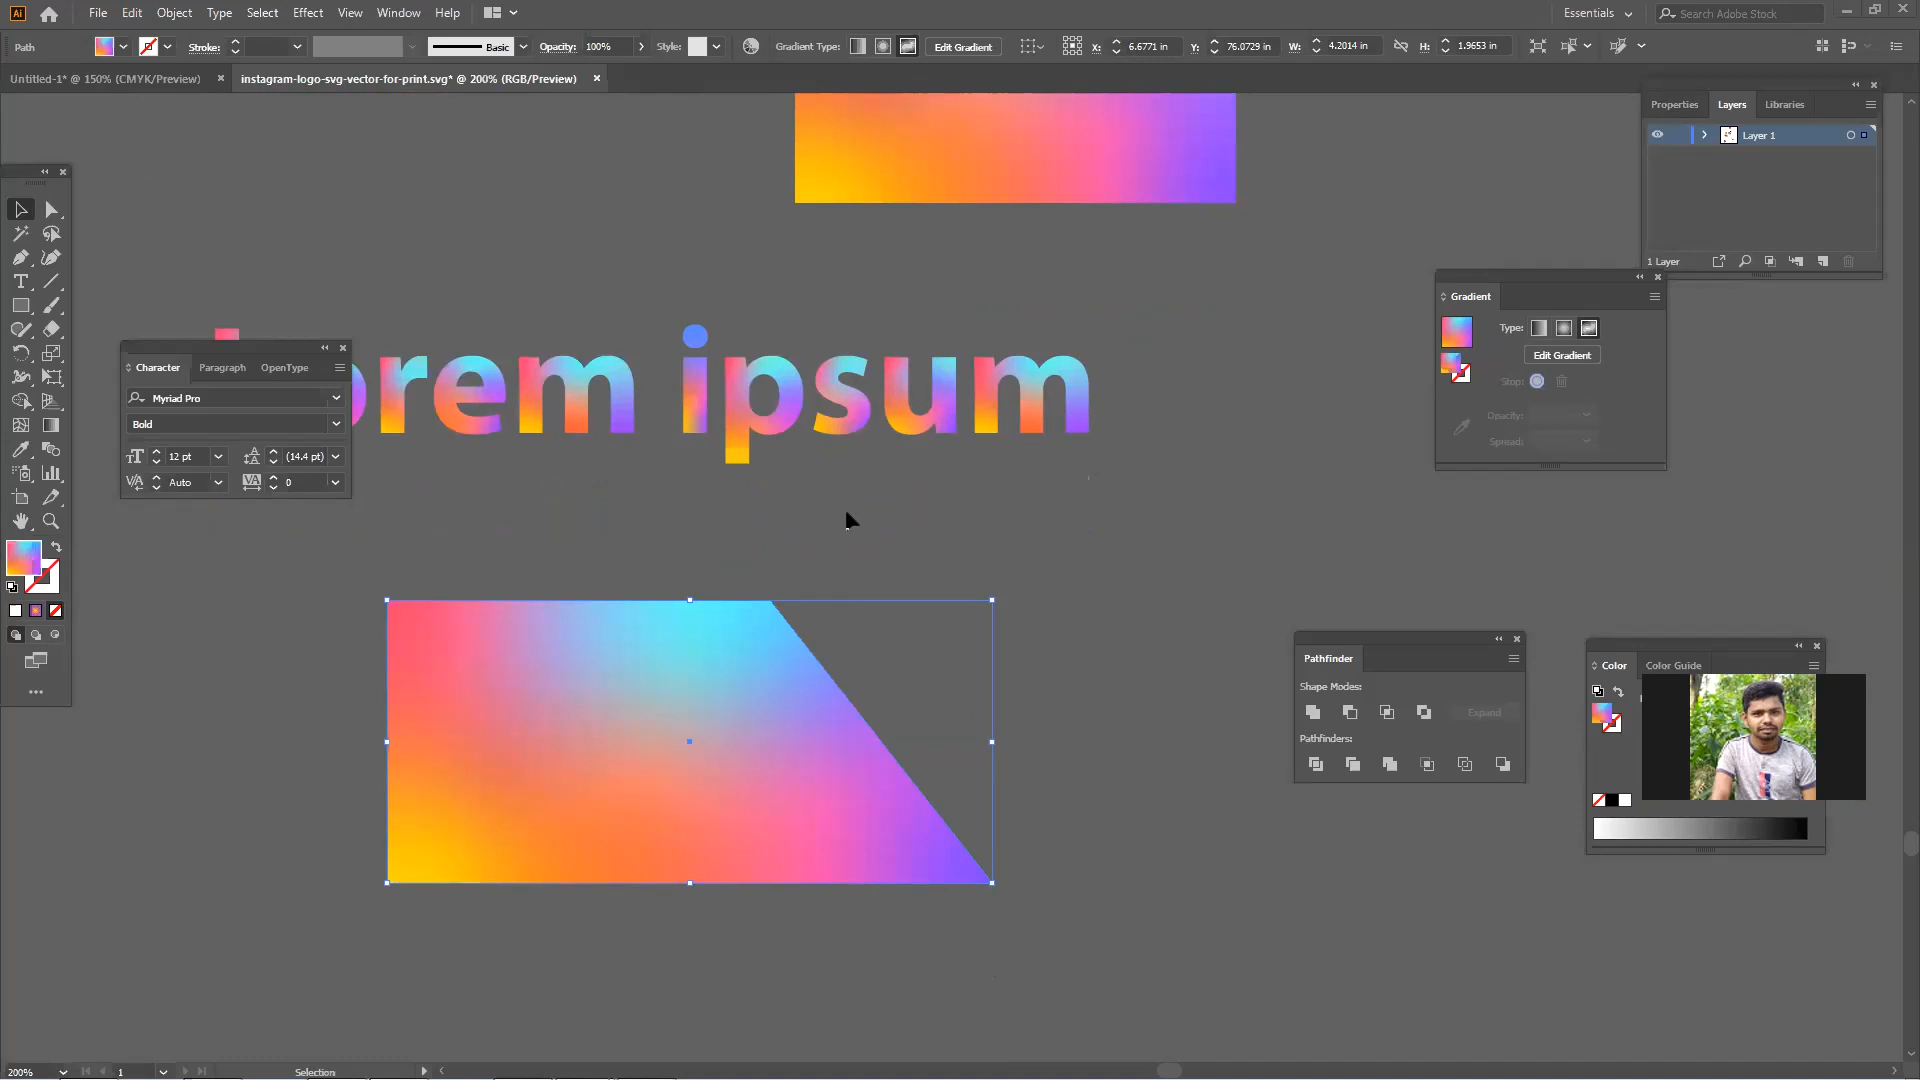 Ai File Edit Object Type Select Effect View Window Help Essentials Search Adobe Stock
Path Stroke: Basic Opacity: 100% Style: Gradient Type: Edit Gradient X: 6.6771 in Y: 76.0729 in W: 4.2014 in H: 1.9653 in
Untitled-1* @ 150% (CMYK/Preview) × instagram-logo-svg-vector-for-print.svg* @ 200% (RGB/Preview) ×
Properties Layers Libraries
Layer 1
1 Layer
Gradient
Type:
Edit Gradient
Stop:
Opacity:
Spread:
orem ipsum
Character Paragraph OpenType
Myriad Pro
Bold
12 pt (14.4 pt)
Auto 0
Pathfinder
Shape Modes:
Expand
Pathfinders:
Color Color Guide
200% 1 Selection